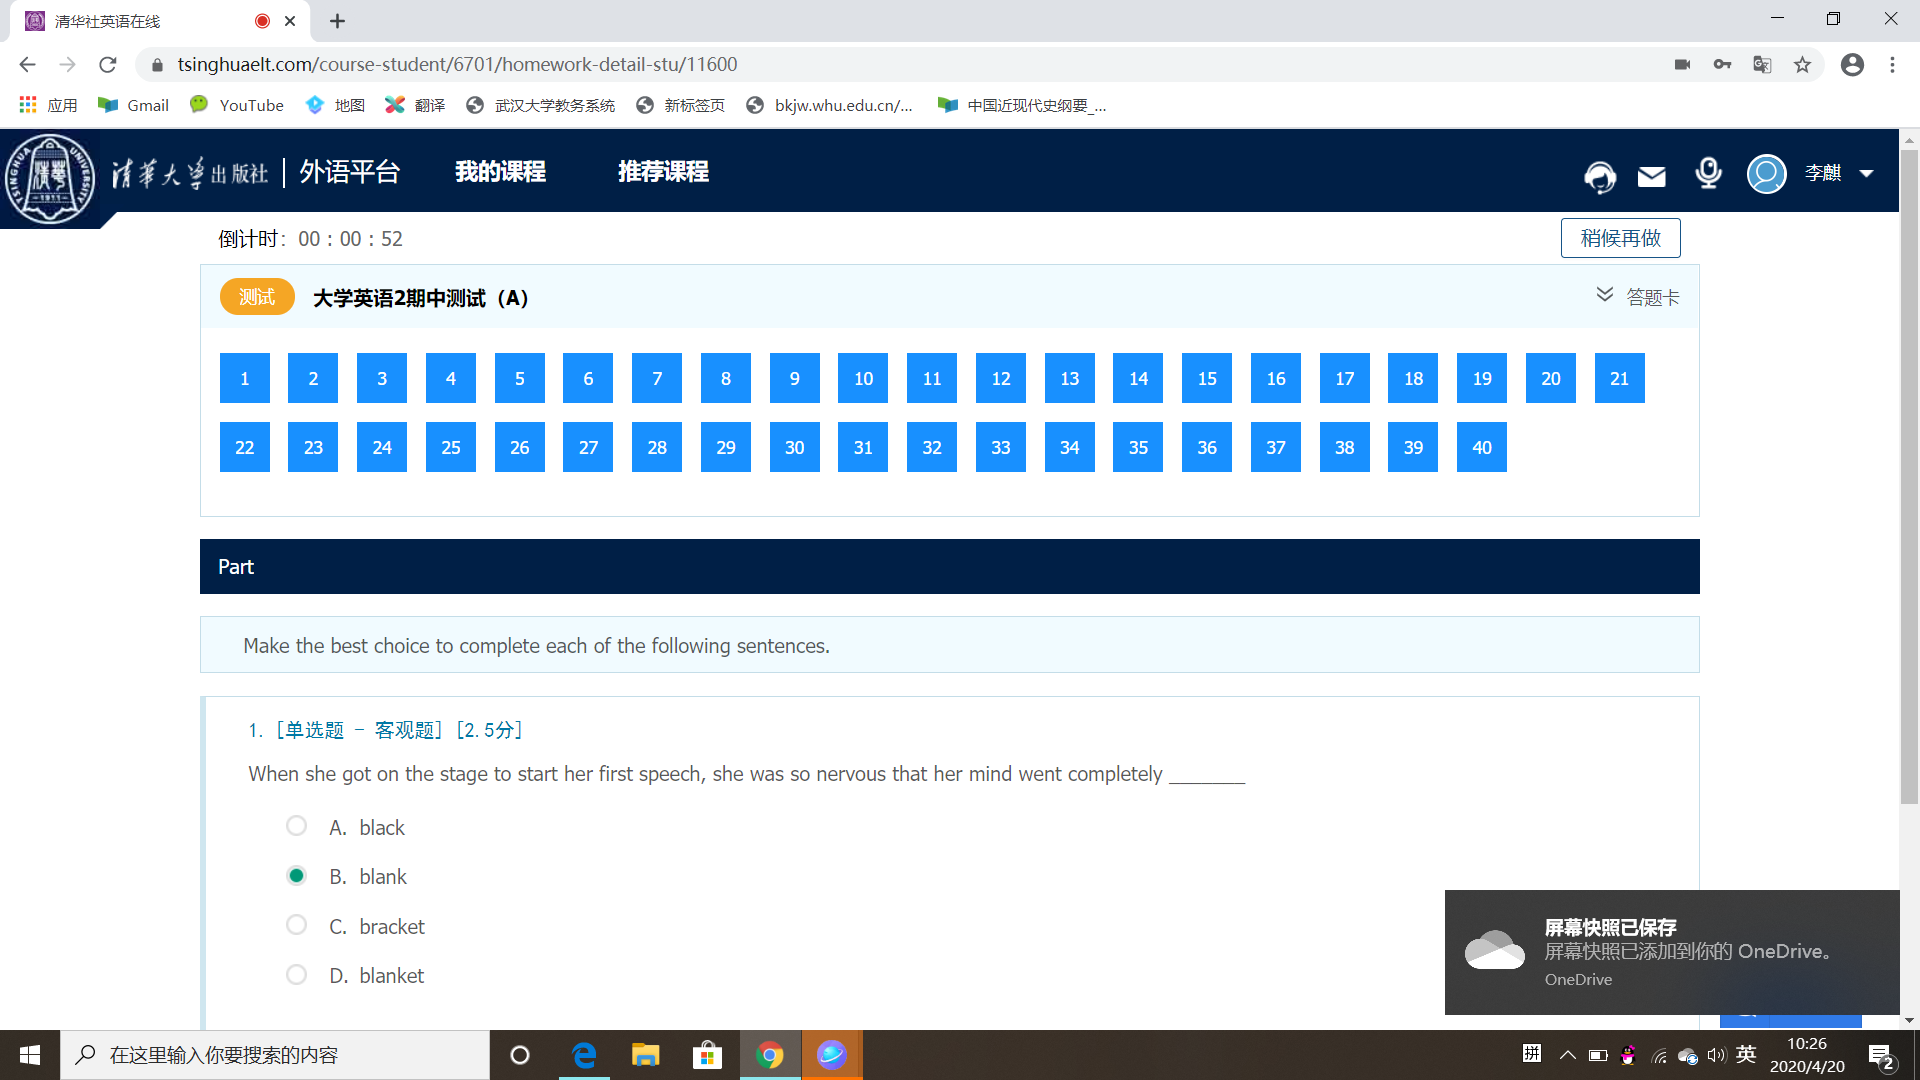 清华社英语在线
tsinghuaelt.com/course-student/6701/homework-detail-stu/11600
应用 Gmail YouTube 地图 翻译 武汉大学教务系统 新标签页 bkjw.whu.edu.cn/... 中国近现代史纲要_...
TSINGHUA UNIVERSITY
-1911-
清华大学出版社 外语平台 我的课程 推荐课程 李麒
倒计时：00 : 00 : 52 稍候再做
测试 大学英语2期中测试（A） 答题卡
1 2 3 4 5 6 7 8 9 10 11 12 13 14 15 16 17 18 19 20 21
22 23 24 25 26 27 28 29 30 31 32 33 34 35 36 37 38 39 40
Part
Make the best choice to complete each of the following sentences.
1. [单选题 - 客观题] [2.5分]
When she got on the stage to start her first speech, she was so nervous that her mind went completely _______
A. black
B. blank
C. bracket
D. blanket
屏幕快照已保存
屏幕快照已添加到你的 OneDrive。
OneDrive
在这里输入你要搜索的内容
拼 英 10:26
2020/4/20
2